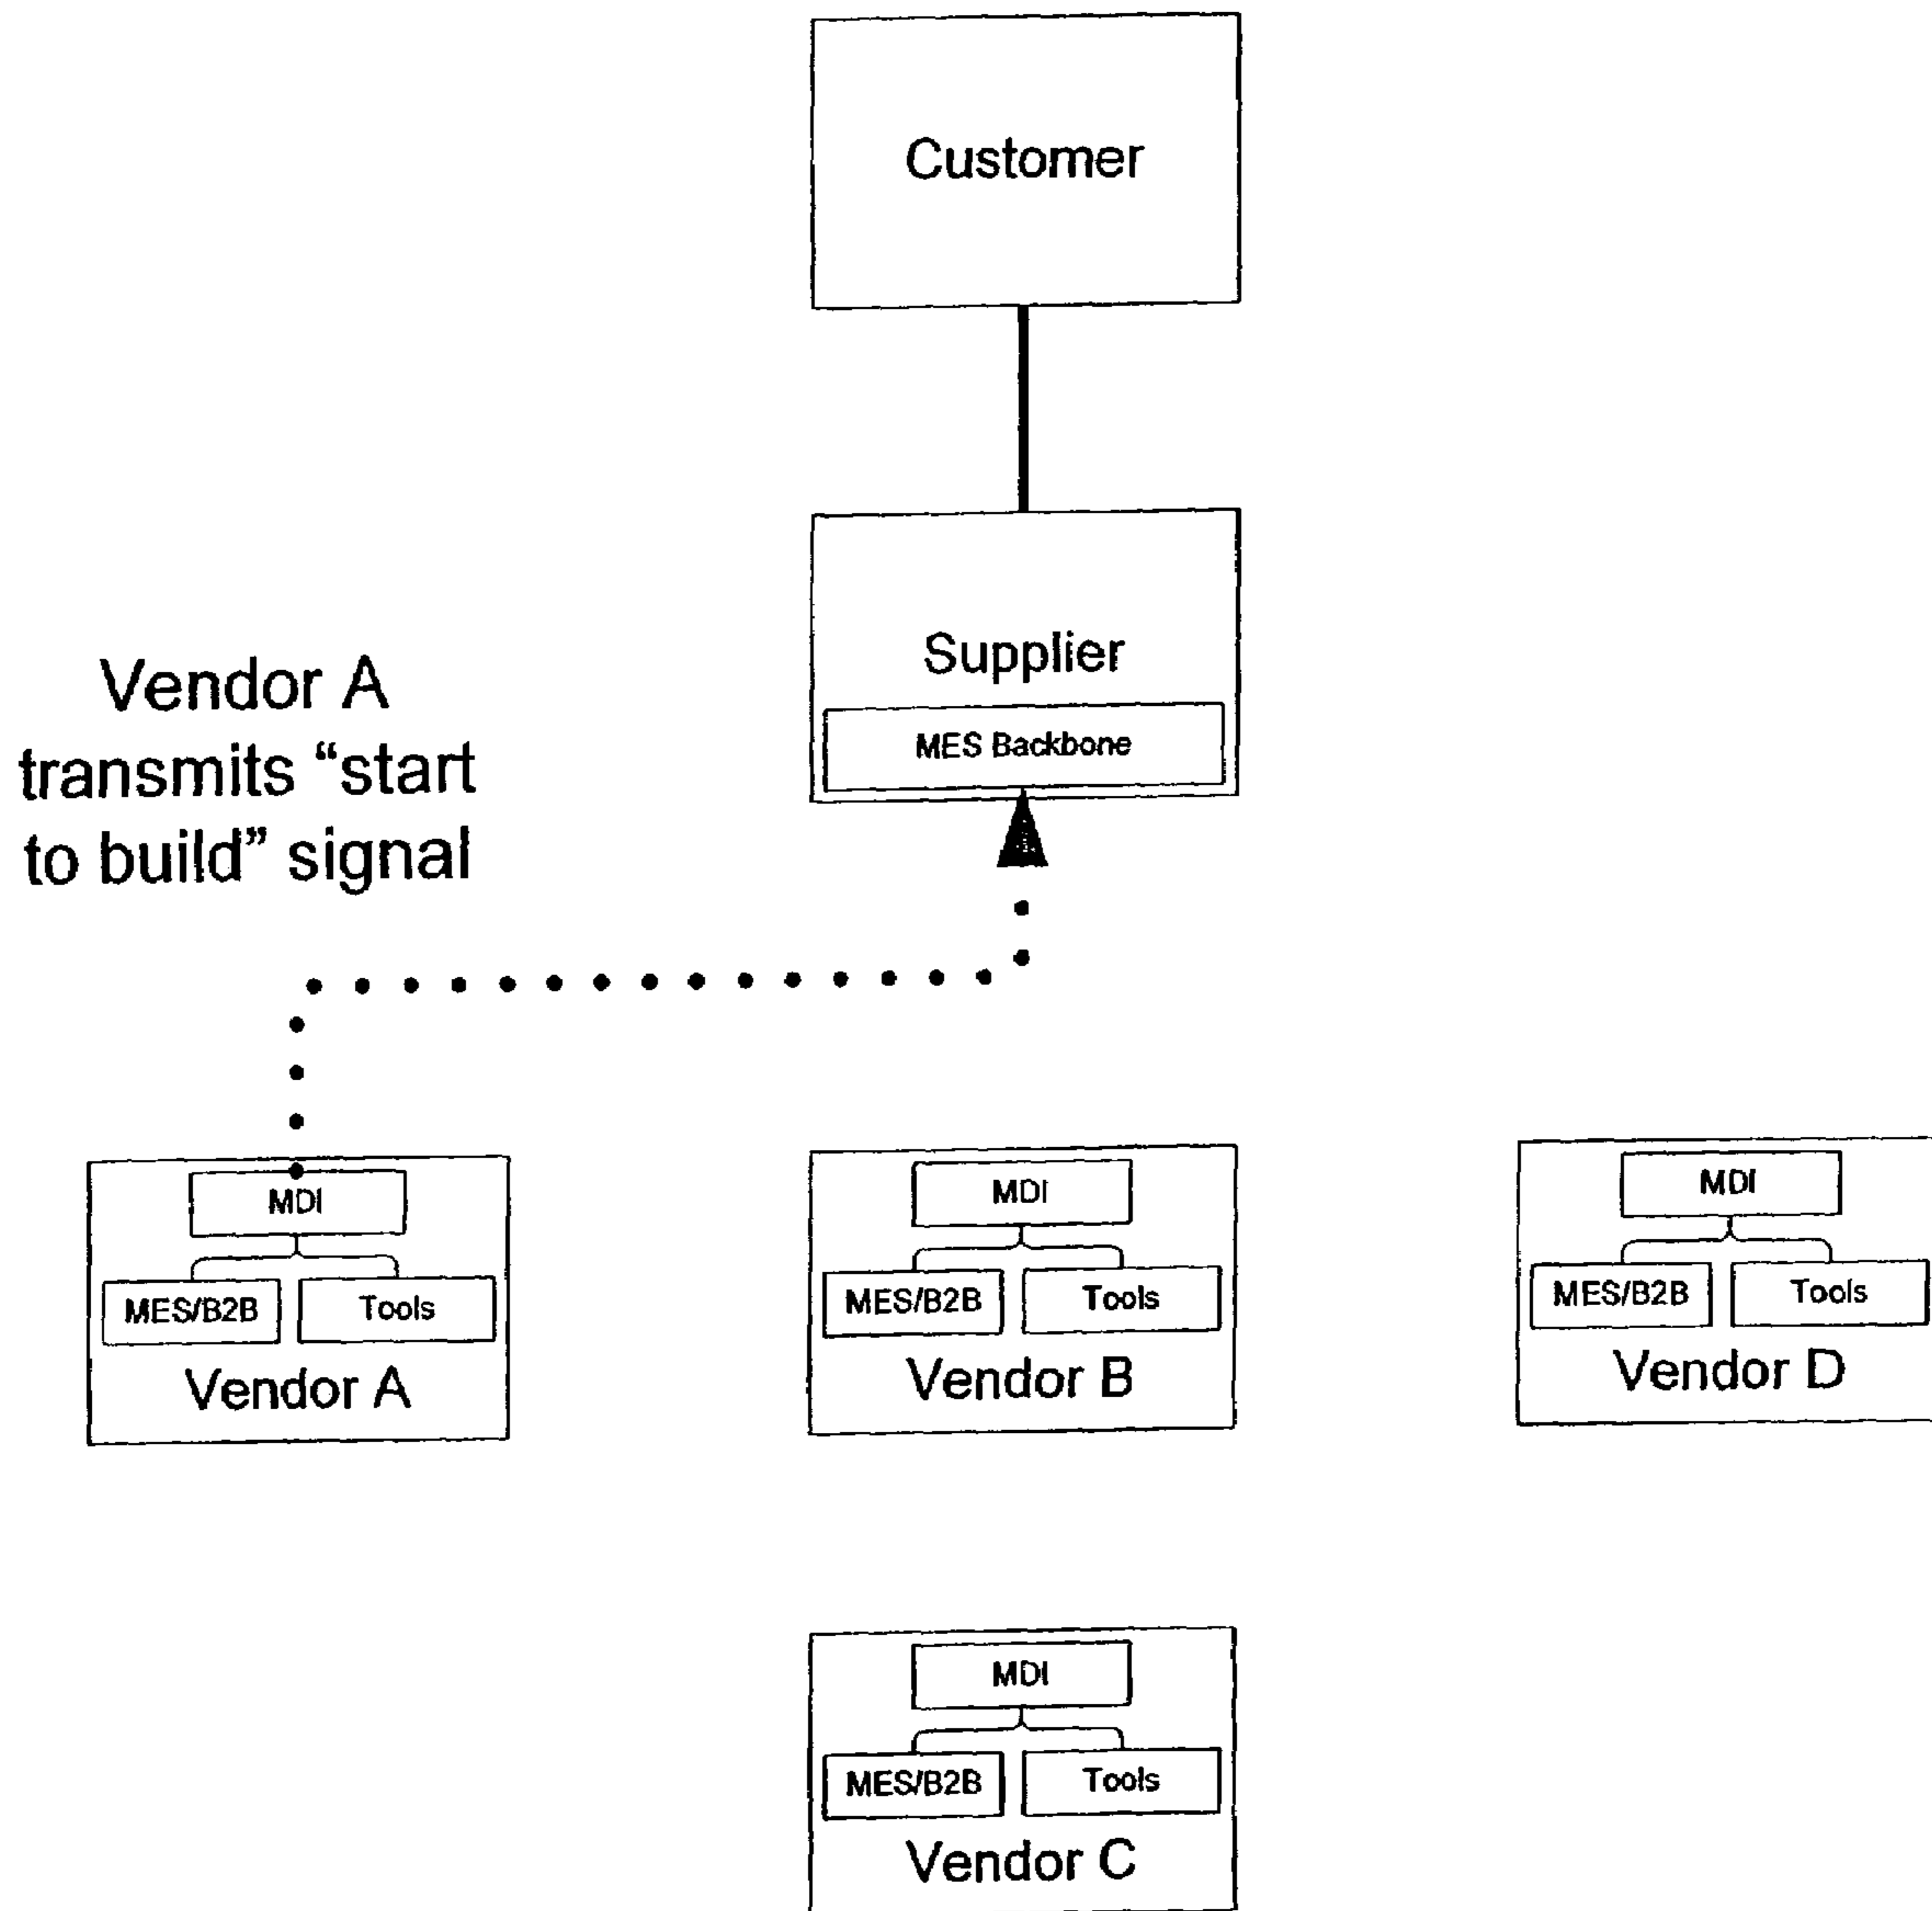 Customer
Supplier
MES Backbone
Vendor A
transmits “start
to build” signal
MDI
MES/B2B Tools
Vendor A
MDI
MES/B2B Tools
Vendor B
MDI
MES/B2B Tools
Vendor D
MDI
MES/B2B Tools
Vendor C